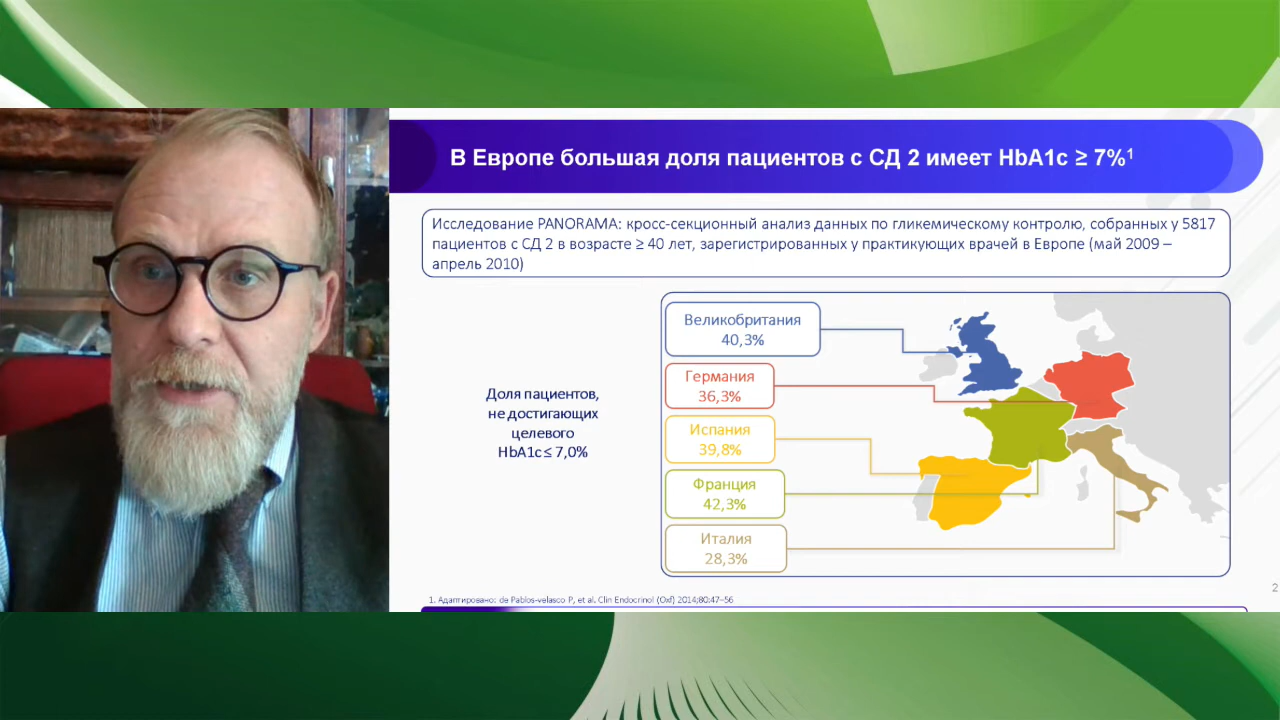 В Европе большая доля пациентов с СД 2 имеет HbA1c ≥ 7%¹
Исследование PANORAMA: кросс-секционный анализ данных по гликемическому контролю, собранных у 5817
пациентов с СД 2 в возрасте ≥ 40 лет, зарегистрированных у практикующих врачей в Европе (май 2009 –
апрель 2010)
Доля пациентов,
не достигающих
целевого
HbA1c ≤ 7,0%
Великобритания
40,3%
Германия
36,3%
Испания
39,8%
Франция
42,3%
Италия
28,3%
2
1. Адаптировано: de Pablos-velasco P, et al. Clin Endocrinol (Oxf) 2014;80:47–56